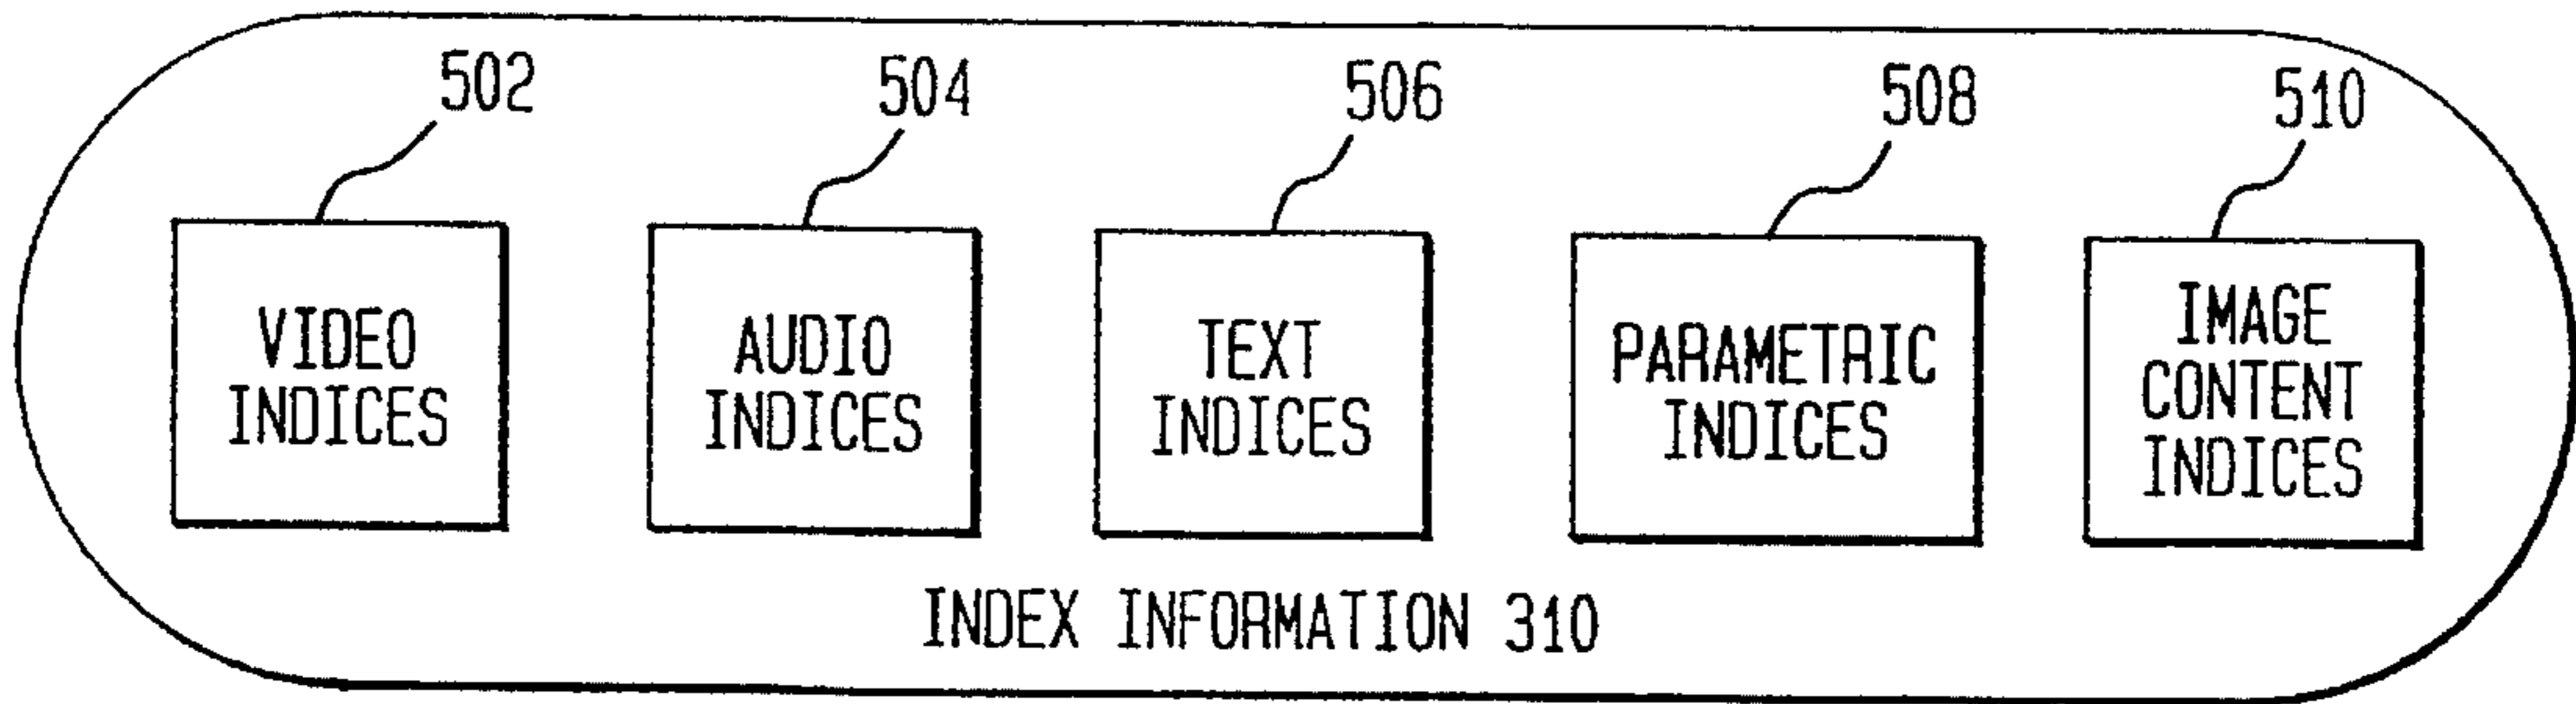 502
504
506
508
510
VIDEO
INDICES
AUDIO
INDICES
TEXT
INDICES
PARAMETRIC
INDICES
IMAGE
CONTENT
INDICES
INDEX INFORMATION 310